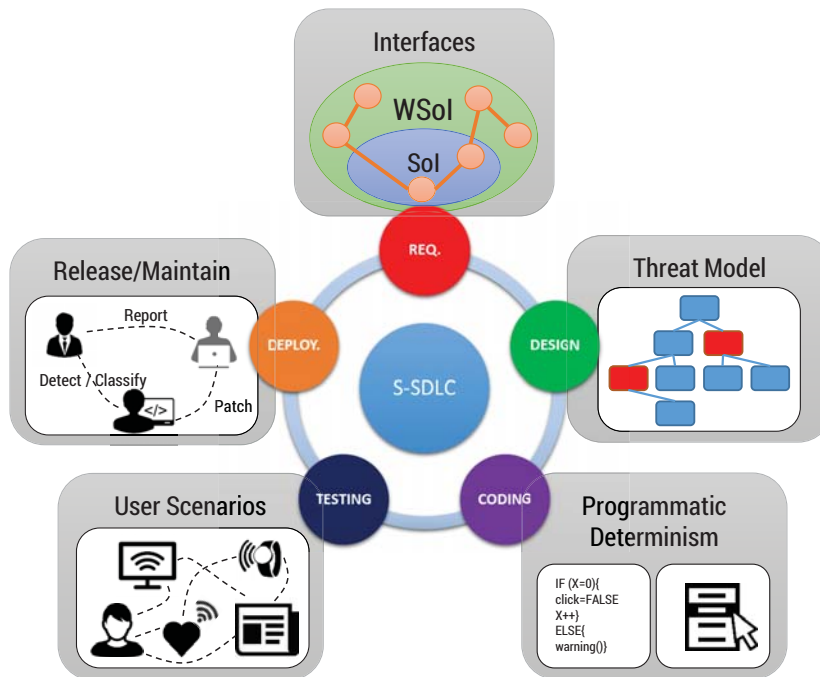 Interfaces
WSoI
SoI
REQ.
Release/Maintain
Report
Detect / Classify
</>
Patch
DEPLOY.
S-SDLC
DESIGN
Threat Model
User Scenarios
TESTING
CODING
Programmatic
Determinism
IF (X=0){
click=FALSE
X++}
ELSE{
warning()}